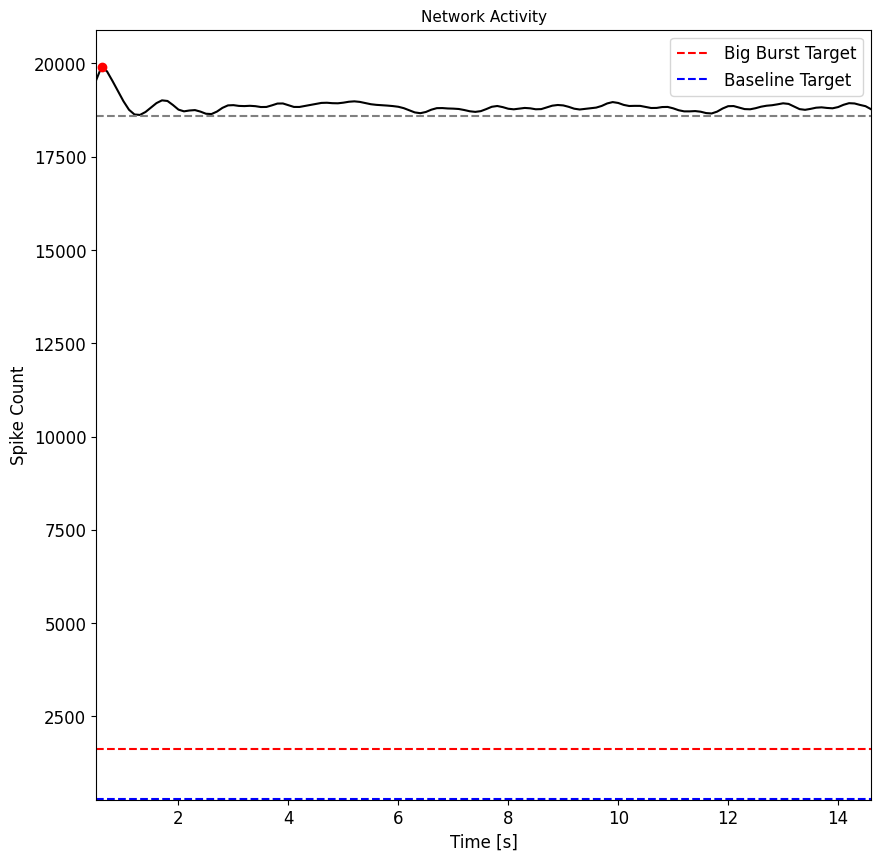 Network Activity
Big Burst Target
Baseline Target
20000
17500
15000
12500
10000
7500
5000
2500
Spike Count
2 4 6 8 10 12 14
Time [s]